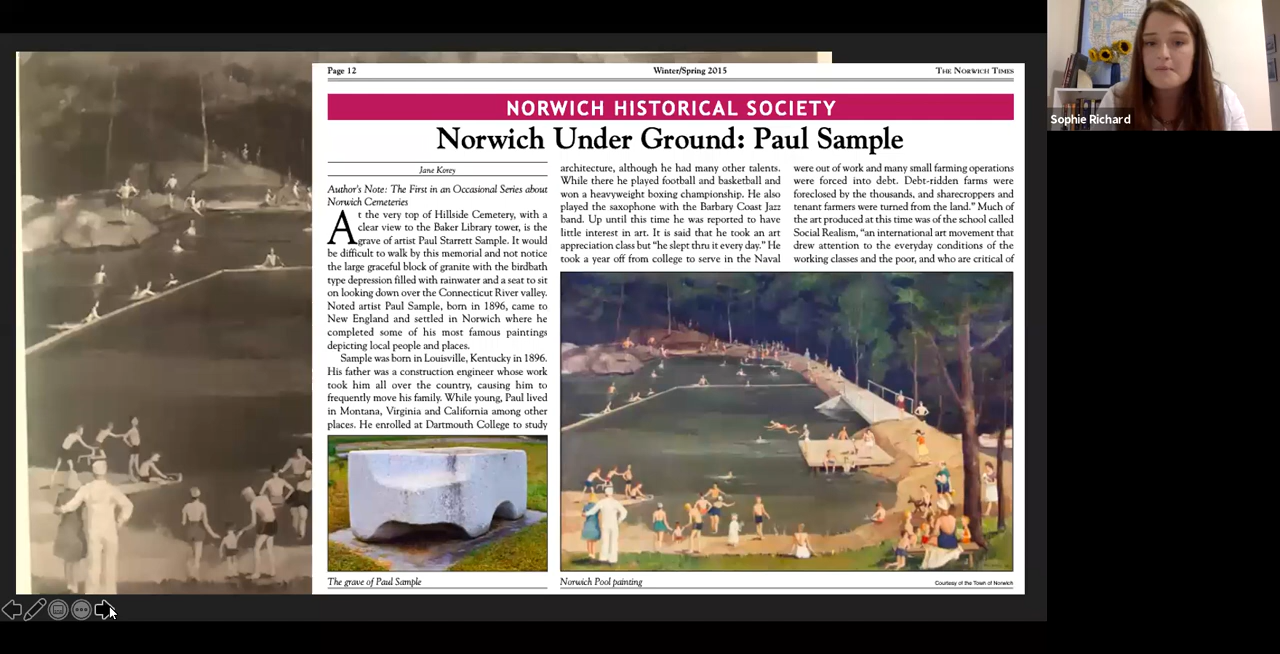 Page 12
Winter/Spring 2015
THE NORWICH TIMES
NORWICH HISTORICAL SOCIETY
Norwich Under Ground: Paul Sample
Jane Korey
Author's Note: The First in an Occasional Series about
Norwich Cemeteries
At the very top of Hillside Cemetery, with a
clear view to the Baker Library tower, is the
grave of artist Paul Starrett Sample. It would
be difficult to walk by this memorial and not notice
the large graceful block of granite with the birdbath
type depression filled with rainwater and a seat to sit
on looking down over the Connecticut River valley.
Noted artist Paul Sample, born in 1896, came to
New England and settled in Norwich where he
completed some of his most famous paintings
depicting local people and places.
Sample was born in Louisville, Kentucky in 1896.
His father was a construction engineer whose work
took him all over the country, causing him to
frequently move his family. While young, Paul lived
in Montana, Virginia and California among other
places. He enrolled at Dartmouth College to study
The grave of Paul Sample
architecture, although he had many other talents.
While there he played football and basketball and
won a heavyweight boxing championship. He also
played the saxophone with the Barbary Coast Jazz
band. Up until this time he was reported to have
little interest in art. It is said that he took an art
appreciation class but "he slept thru it every day." He
took a year off from college to serve in the Naval
were out of work and many small farming operations
were forced into debt. Debt-ridden farms were
foreclosed by the thousands, and sharecroppers and
tenant farmers were turned from the land." Much of
the art produced at this time was of the school called
Social Realism, "an international art movement that
drew attention to the everyday conditions of the
working classes and the poor, and who are critical of
Norwich Pool painting
Courtesy of the Town of Norwich
Sophie Richard